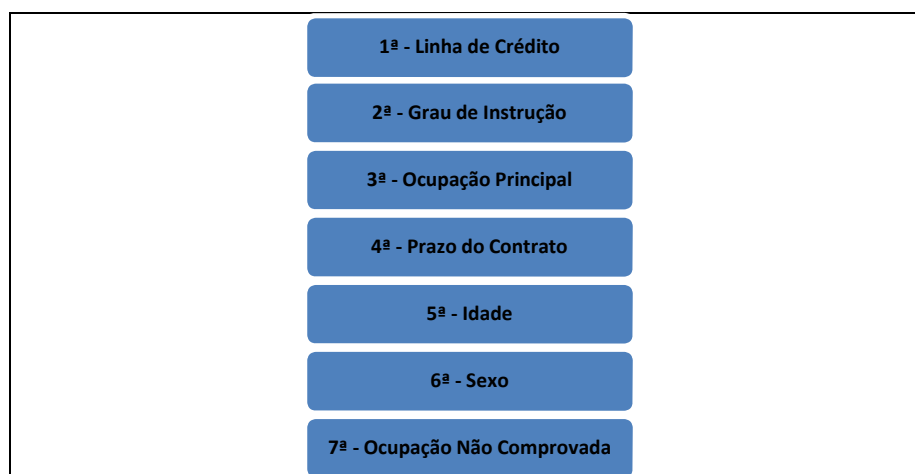 1ª - Linha de Crédito
2ª - Grau de Instrução
3ª - Ocupação Principal
4ª - Prazo do Contrato
5ª - Idade
6ª - Sexo
7ª - Ocupação Não Comprovada